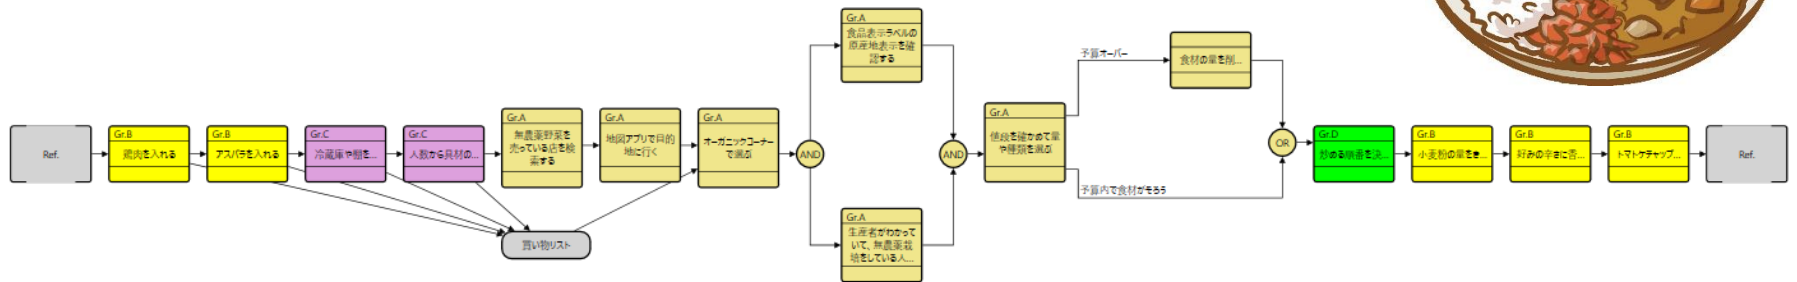 Ref.
Gr.B
鶏肉を入れる
Gr.B
アスパラを入れる
Gr.C
冷蔵庫や棚を...
Gr.C
人数から具材の...
買い物リスト
Gr.A
無農薬野菜を
売っている店を検
索する
Gr.A
地図アプリで目的
地に行く
Gr.A
オーガニックコーナー
で選ぶ
AND
Gr.A
食品表示ラベルの
原産地表示を確
認する
Gr.A
生産者がわかって
いて、無農薬栽
培をしている人...
AND
Gr.A
値段を確かめて量
や種類を選ぶ
予算オーバー
食材の量を削...
予算内で食材がそろう
OR
Gr.D
炒める順番を決...
Gr.B
小麦粉の量をき...
Gr.B
好みの辛さに香...
Gr.B
トマトケチャップ...
Ref.